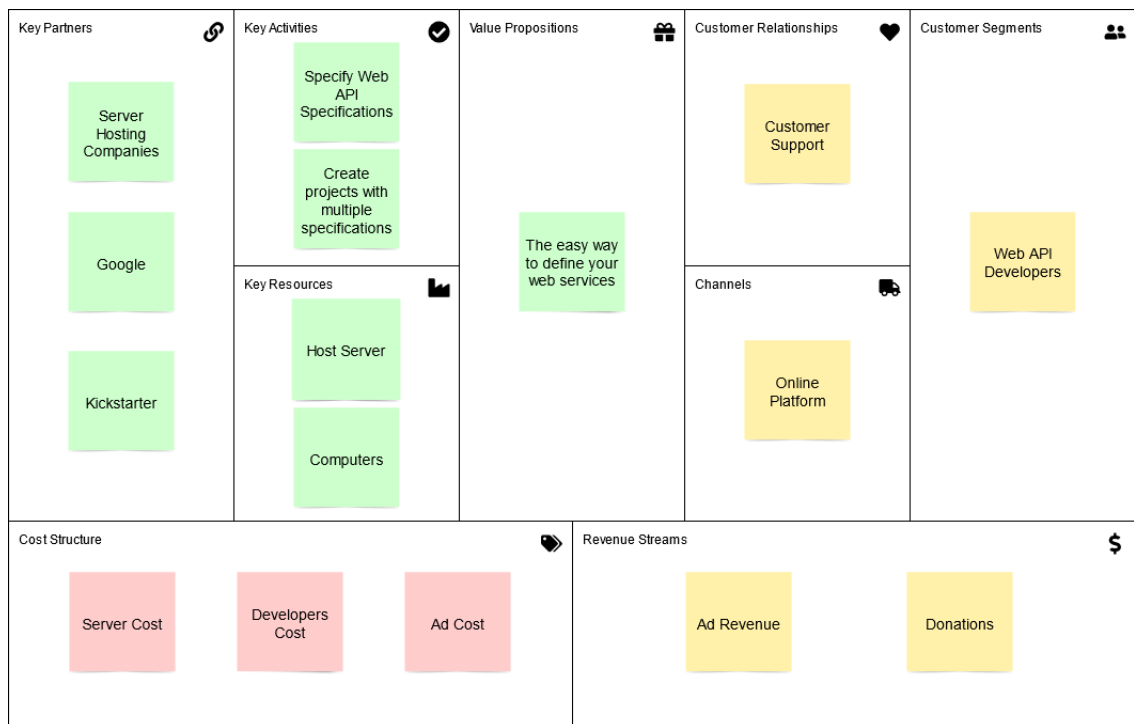 Key Partners
Server
Hosting
Companies
Google
Kickstarter
Key Activities
Specify Web
API
Specifications
Create
projects with
multiple
specifications
Key Resources
Host Server
Computers
Value Propositions
The easy way
to define your
web services
Customer Relationships
Customer
Support
Channels
Online
Platform
Customer Segments
Web API
Developers
Cost Structure
Server Cost
Developers
Cost
Ad Cost
Revenue Streams
Ad Revenue
Donations